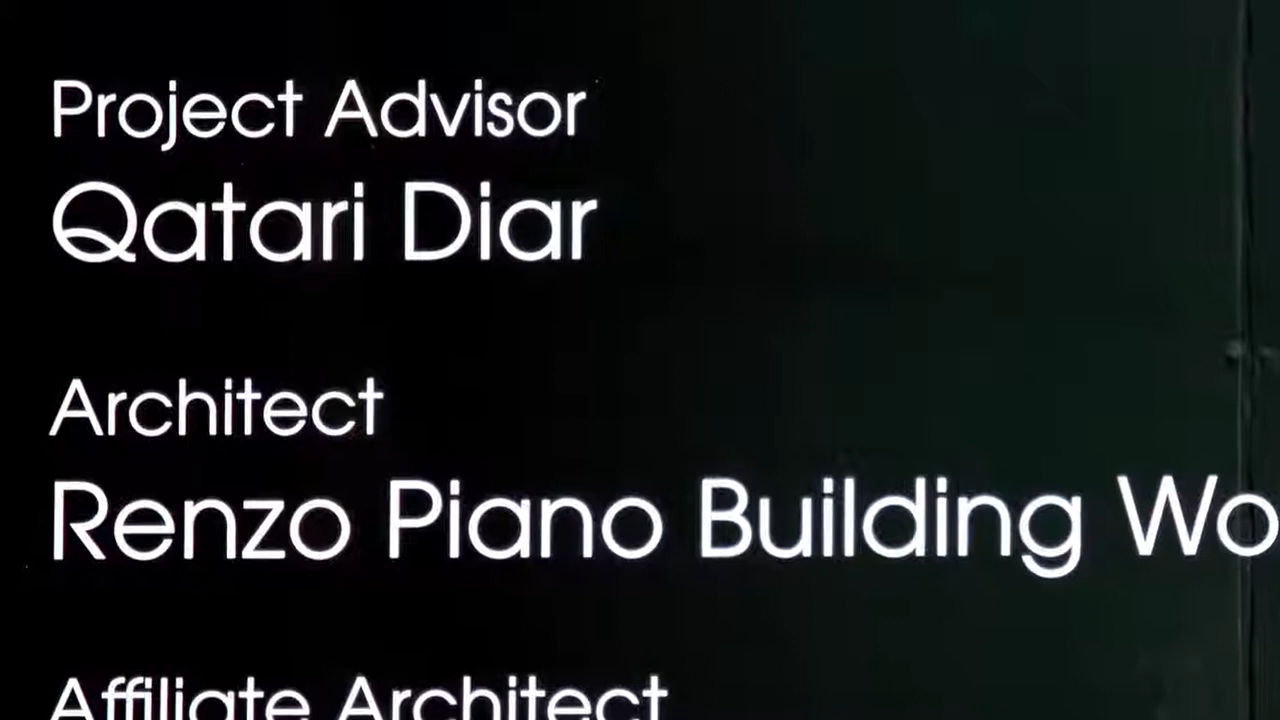 Project Advisor
Qatari Diar
Architect
Renzo Piano Building Wo
Affiliate Architect